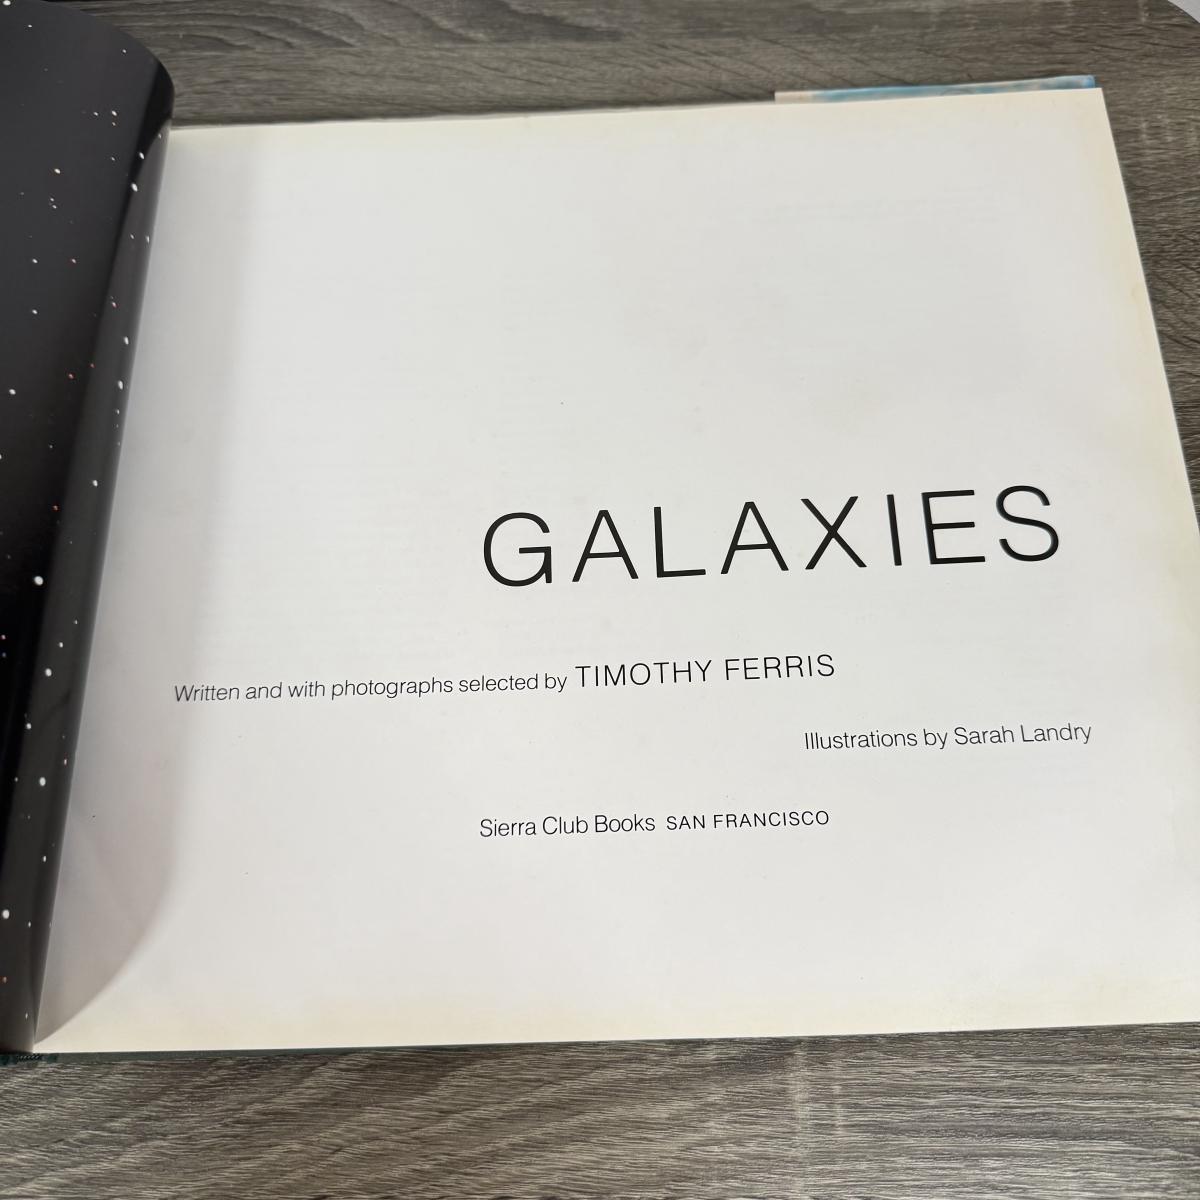 GALAXIES
Written and with photographs selected by TIMOTHY FERRIS
Illustrations by Sarah Landry
Sierra Club Books SAN FRANCISCO